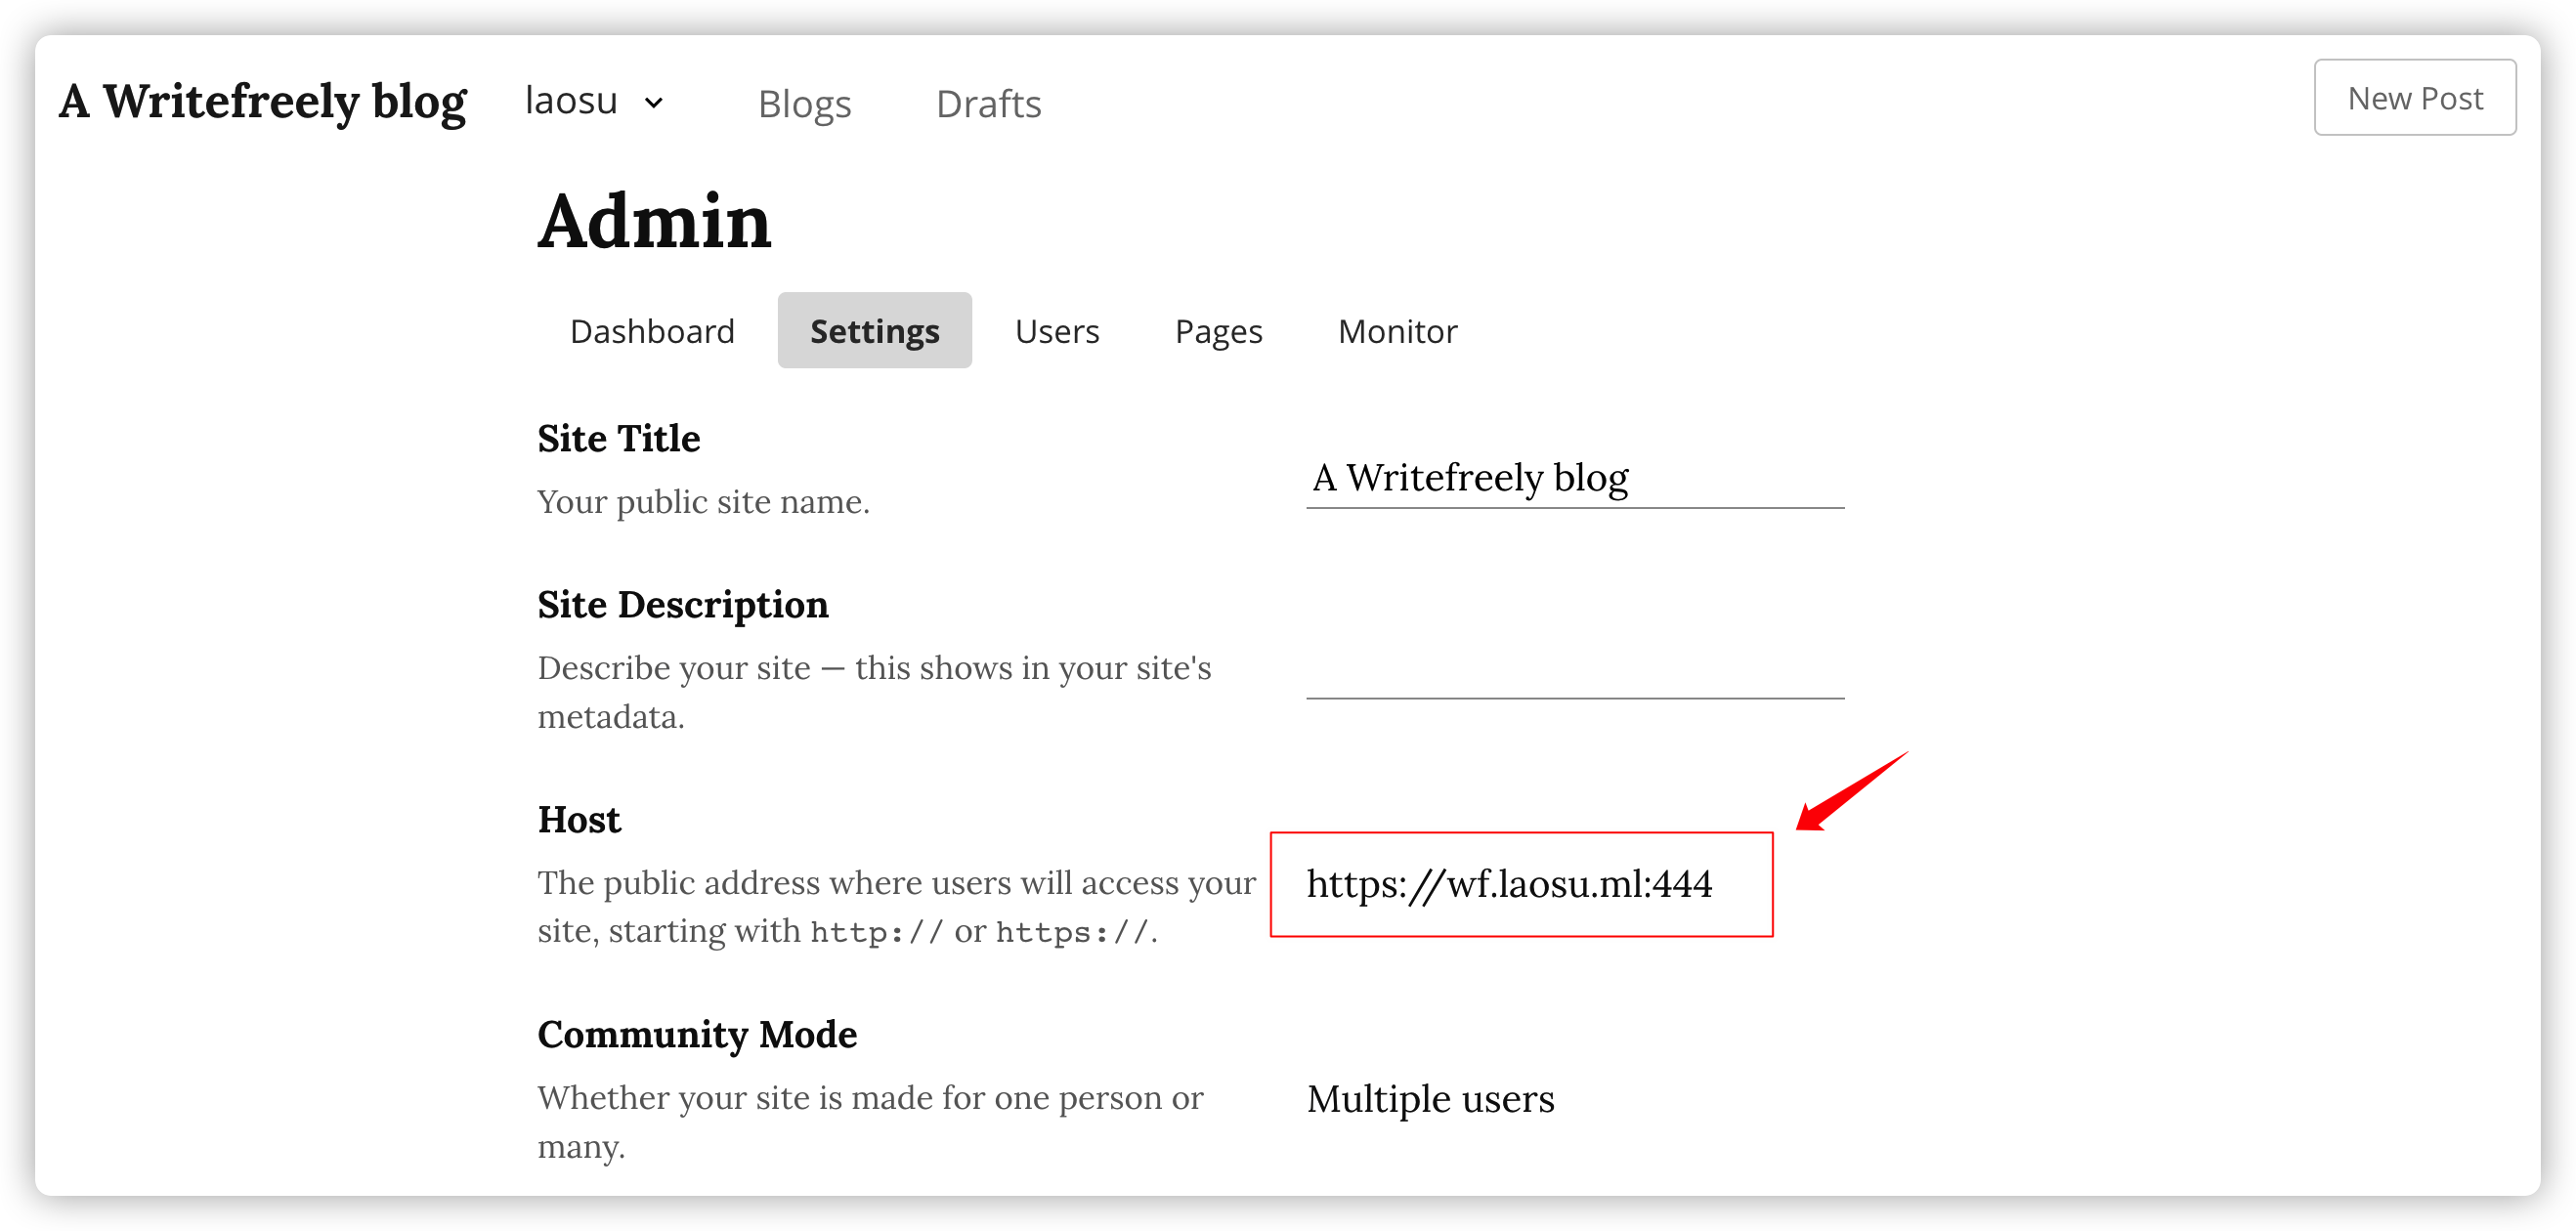 A Writefreely blog
laosu
Blogs
Drafts
New Post
Admin
Dashboard
Settings
Users
Pages
Monitor
Site Title
Your public site name.
A Writefreely blog
Site Description
Describe your site — this shows in your site's
metadata.
Host
The public address where users will access your
site, starting with http:// or https://.
https://wf.laosu.ml:444
Community Mode
Whether your site is made for one person or
many.
Multiple users